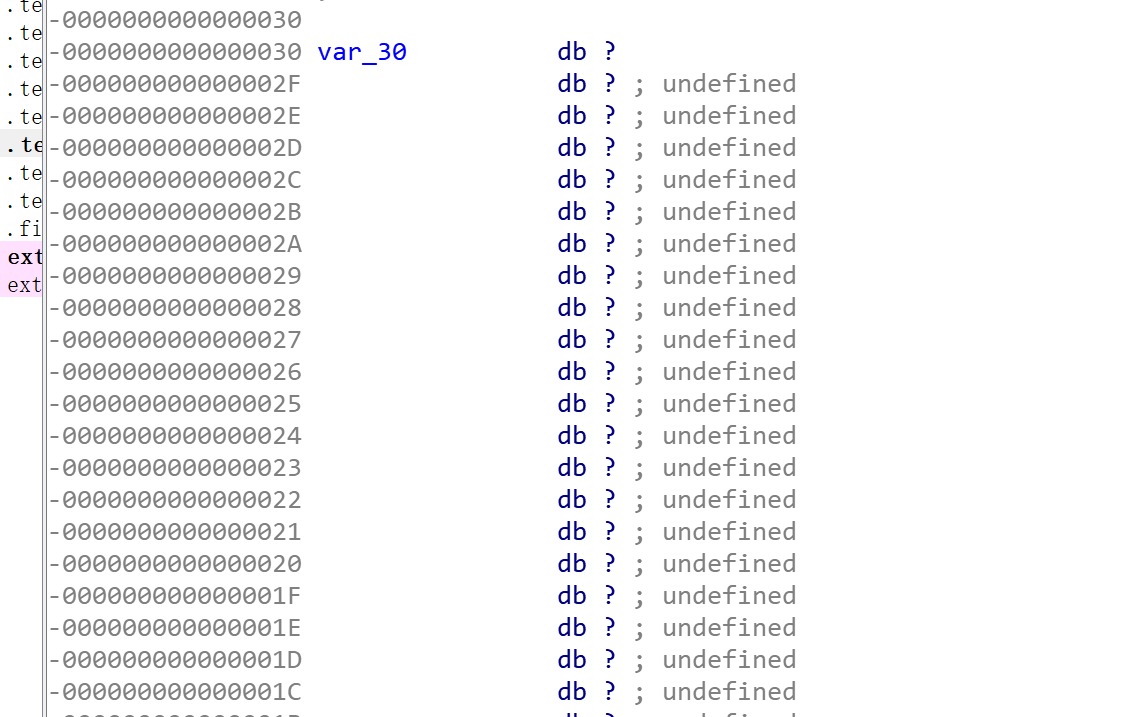 .te
.te
.te
.te
.te
.te
.te
.te
.fi
ext
ext
-0000000000000030
-0000000000000030 var_30 db ?
-000000000000002F db ? ; undefined
-000000000000002E db ? ; undefined
-000000000000002D db ? ; undefined
-000000000000002C db ? ; undefined
-000000000000002B db ? ; undefined
-000000000000002A db ? ; undefined
-0000000000000029 db ? ; undefined
-0000000000000028 db ? ; undefined
-0000000000000027 db ? ; undefined
-0000000000000026 db ? ; undefined
-0000000000000025 db ? ; undefined
-0000000000000024 db ? ; undefined
-0000000000000023 db ? ; undefined
-0000000000000022 db ? ; undefined
-0000000000000021 db ? ; undefined
-0000000000000020 db ? ; undefined
-000000000000001F db ? ; undefined
-000000000000001E db ? ; undefined
-000000000000001D db ? ; undefined
-000000000000001C db ? ; undefined